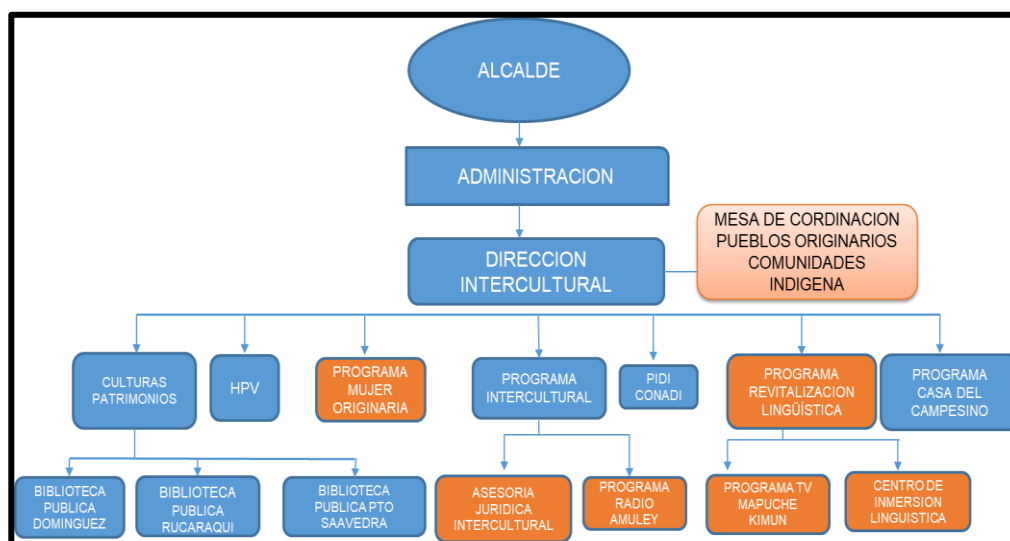 ALCALDE
ADMINISTRACION
DIRECCION
INTERCULTURAL
MESA DE CORDINACION
PUEBLOS ORIGINARIOS
COMUNIDADES
INDIGENA
CULTURAS
PATRIMONIOS
HPV
PROGRAMA
MUJER
ORIGINARIA
PROGRAMA
INTERCULTURAL
PIDI
CONADI
PROGRAMA
REVITALIZACION
LINGÜÍSTICA
PROGRAMA
CASA DEL
CAMPESINO
BIBLIOTECA
PUBLICA
DOMINGUEZ
BIBLIOTECA
PUBLICA
RUCARAQUI
BIBLIOTECA
PUBLICA PTO
SAAVEDRA
ASESORIA
JURIDICA
INTERCULTURAL
PROGRAMA
RADIO
AMULEY
PROGRAMA TV
MAPUCHE
KIMUN
CENTRO DE
INMERSION
LINGUISTICA